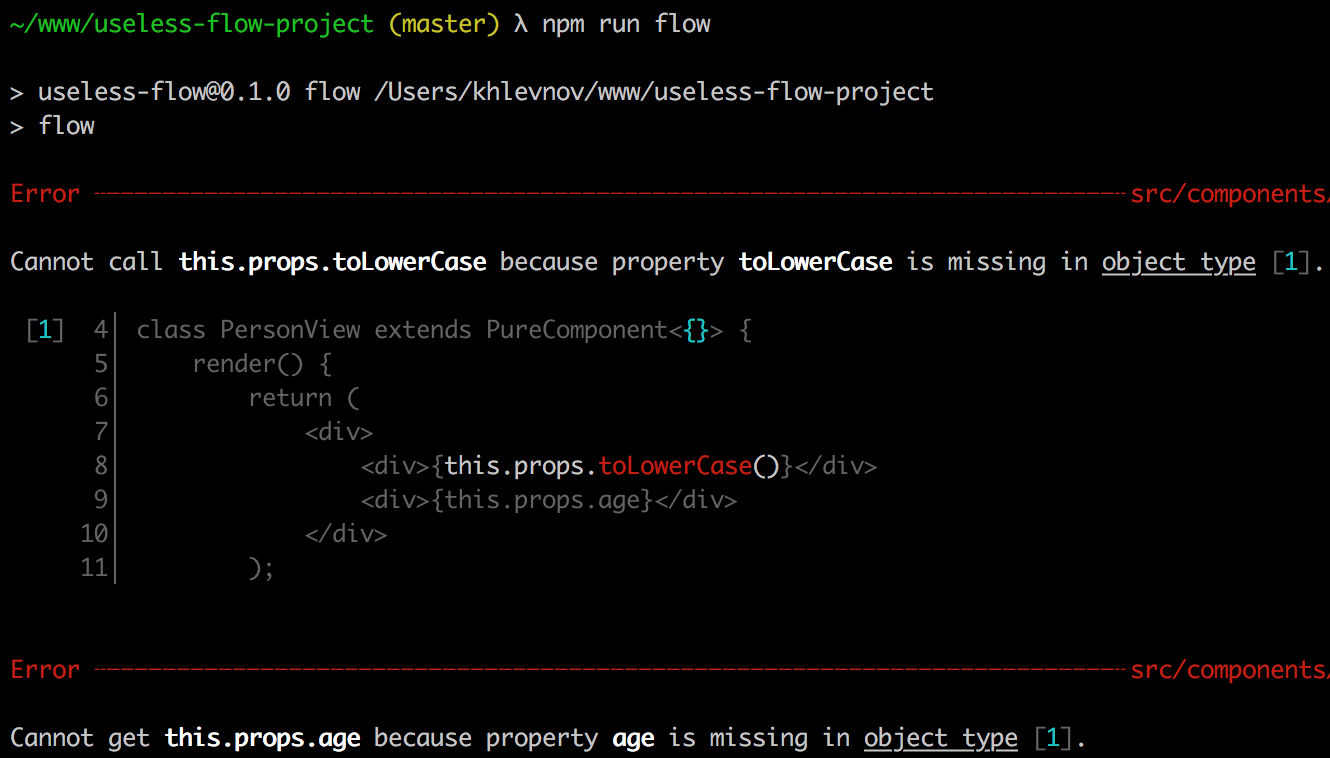 ~/www/useless-flow-project (master) λ npm run flow
> useless-flow@0.1.0 flow /Users/khlevnov/www/useless-flow-project
> flow
Error src/components/
Cannot call this.props.toLowerCase because property toLowerCase is missing in object type [1].
[1] 4│ class PersonView extends PureComponent<{}> {
5│ render() {
6│ return (
7│ <div>
8│ <div>{this.props.toLowerCase()}</div>
9│ <div>{this.props.age}</div>
10│ </div>
11│ );
Error src/components/
Cannot get this.props.age because property age is missing in object type [1].